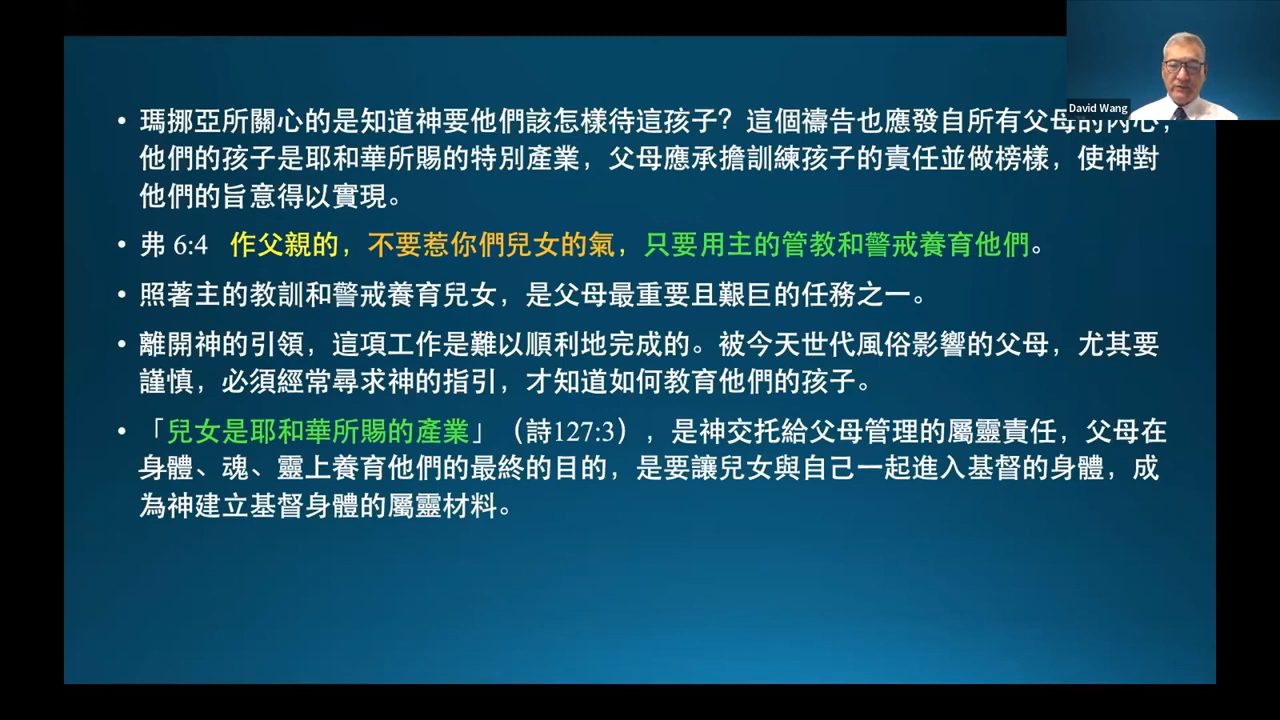 David Wang
• 瑪挪亞所關心的是知道神要他們該怎樣待這孩子？這個禱告也應發自所有父母的內心，
他們的孩子是耶和華所賜的特別產業，父母應承擔訓練孩子的責任並做榜樣，使神對
他們的旨意得以實現。
• 弗 6:4 作父親的，不要惹你們兒女的氣，只要用主的管教和警戒養育他們。
• 照著主的教訓和警戒養育兒女，是父母最重要且艱巨的任務之一。
• 離開神的引領，這項工作是難以順利地完成的。被今天世代風俗影響的父母，尤其要
謹慎，必須經常尋求神的指引，才知道如何教育他們的孩子。
• 「兒女是耶和華所賜的產業」（詩127:3），是神交托給父母管理的屬靈責任，父母在
身體、魂、靈上養育他們的最終的目的，是要讓兒女與自己一起進入基督的身體，成
為神建立基督身體的屬靈材料。